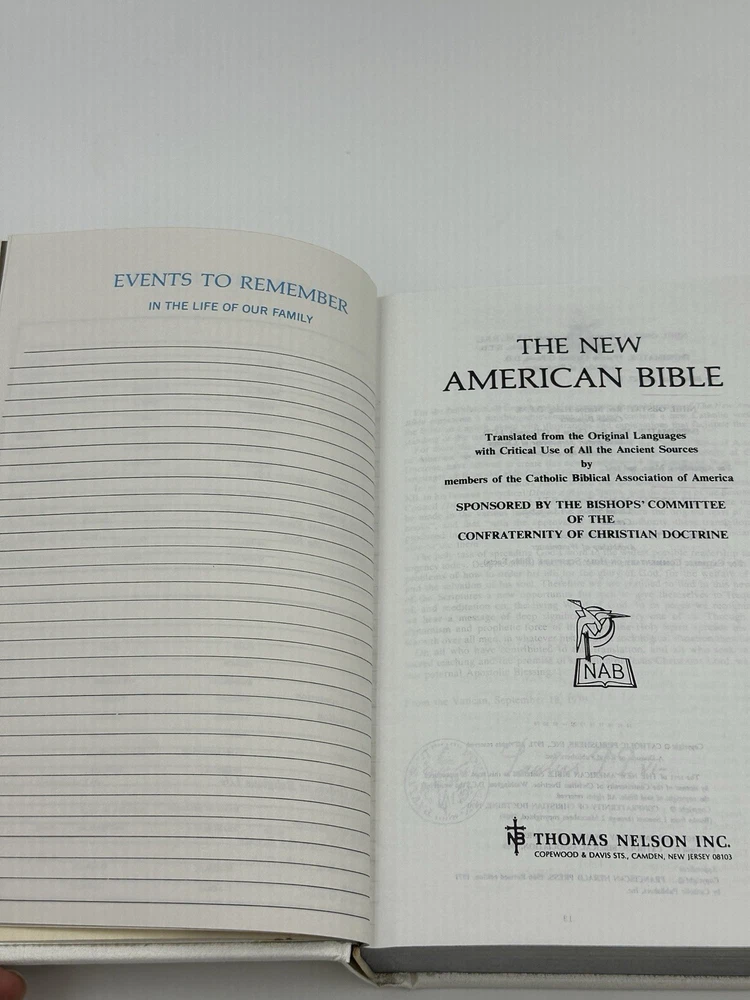 EVENTS TO REMEMBER
IN THE LIFE OF OUR FAMILY
THE NEW
AMERICAN BIBLE
Translated from the Original Languages
with Critical Use of All the Ancient Sources
by
members of the Catholic Biblical Association of America
SPONSORED BY THE BISHOPS' COMMITTEE
OF THE
CONFRATERNITY OF CHRISTIAN DOCTRINE
NAB
NB THOMAS NELSON INC.
COPEWOOD & DAVIS STS., CAMDEN, NEW JERSEY 08103